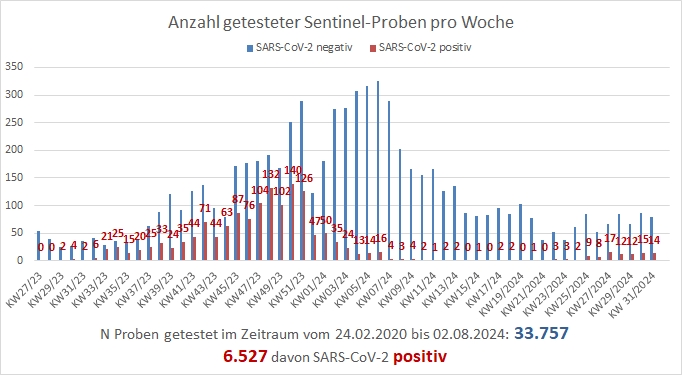 Anzahl getesteter Sentinel-Proben pro Woche
SARS-CoV-2 negativ SARS-CoV-2 positiv
350
300
250
200
150
100
50
0
0 0 2 4 2 6 21 25 15 20 25 33 24 35 44 71 44 63 87 76 104 132 102 140 126 47 50 35 24 13 14 16 4 3 4 2 1 2 2 0 1 0 2 0 1 0 3 3 2 9 8 17 12 12 15 14
KW27/23 KW29/23 KW31/23 KW33/23 KW35/23 KW37/23 KW39/23 KW41/23 KW43/23 KW45/23 KW47/23 KW49/23 KW51/23 KW01/24 KW03/24 KW05/24 KW07/24 KW09/24 KW11/24 KW13/24 KW15/24 KW17/24 KW19/2024 KW21/2024 KW23/2024 KW25/2024 KW27/2024 KW29/2024 KW 31/2024
N Proben getestet im Zeitraum vom 24.02.2020 bis 02.08.2024: 33.757
6.527 davon SARS-CoV-2 positiv